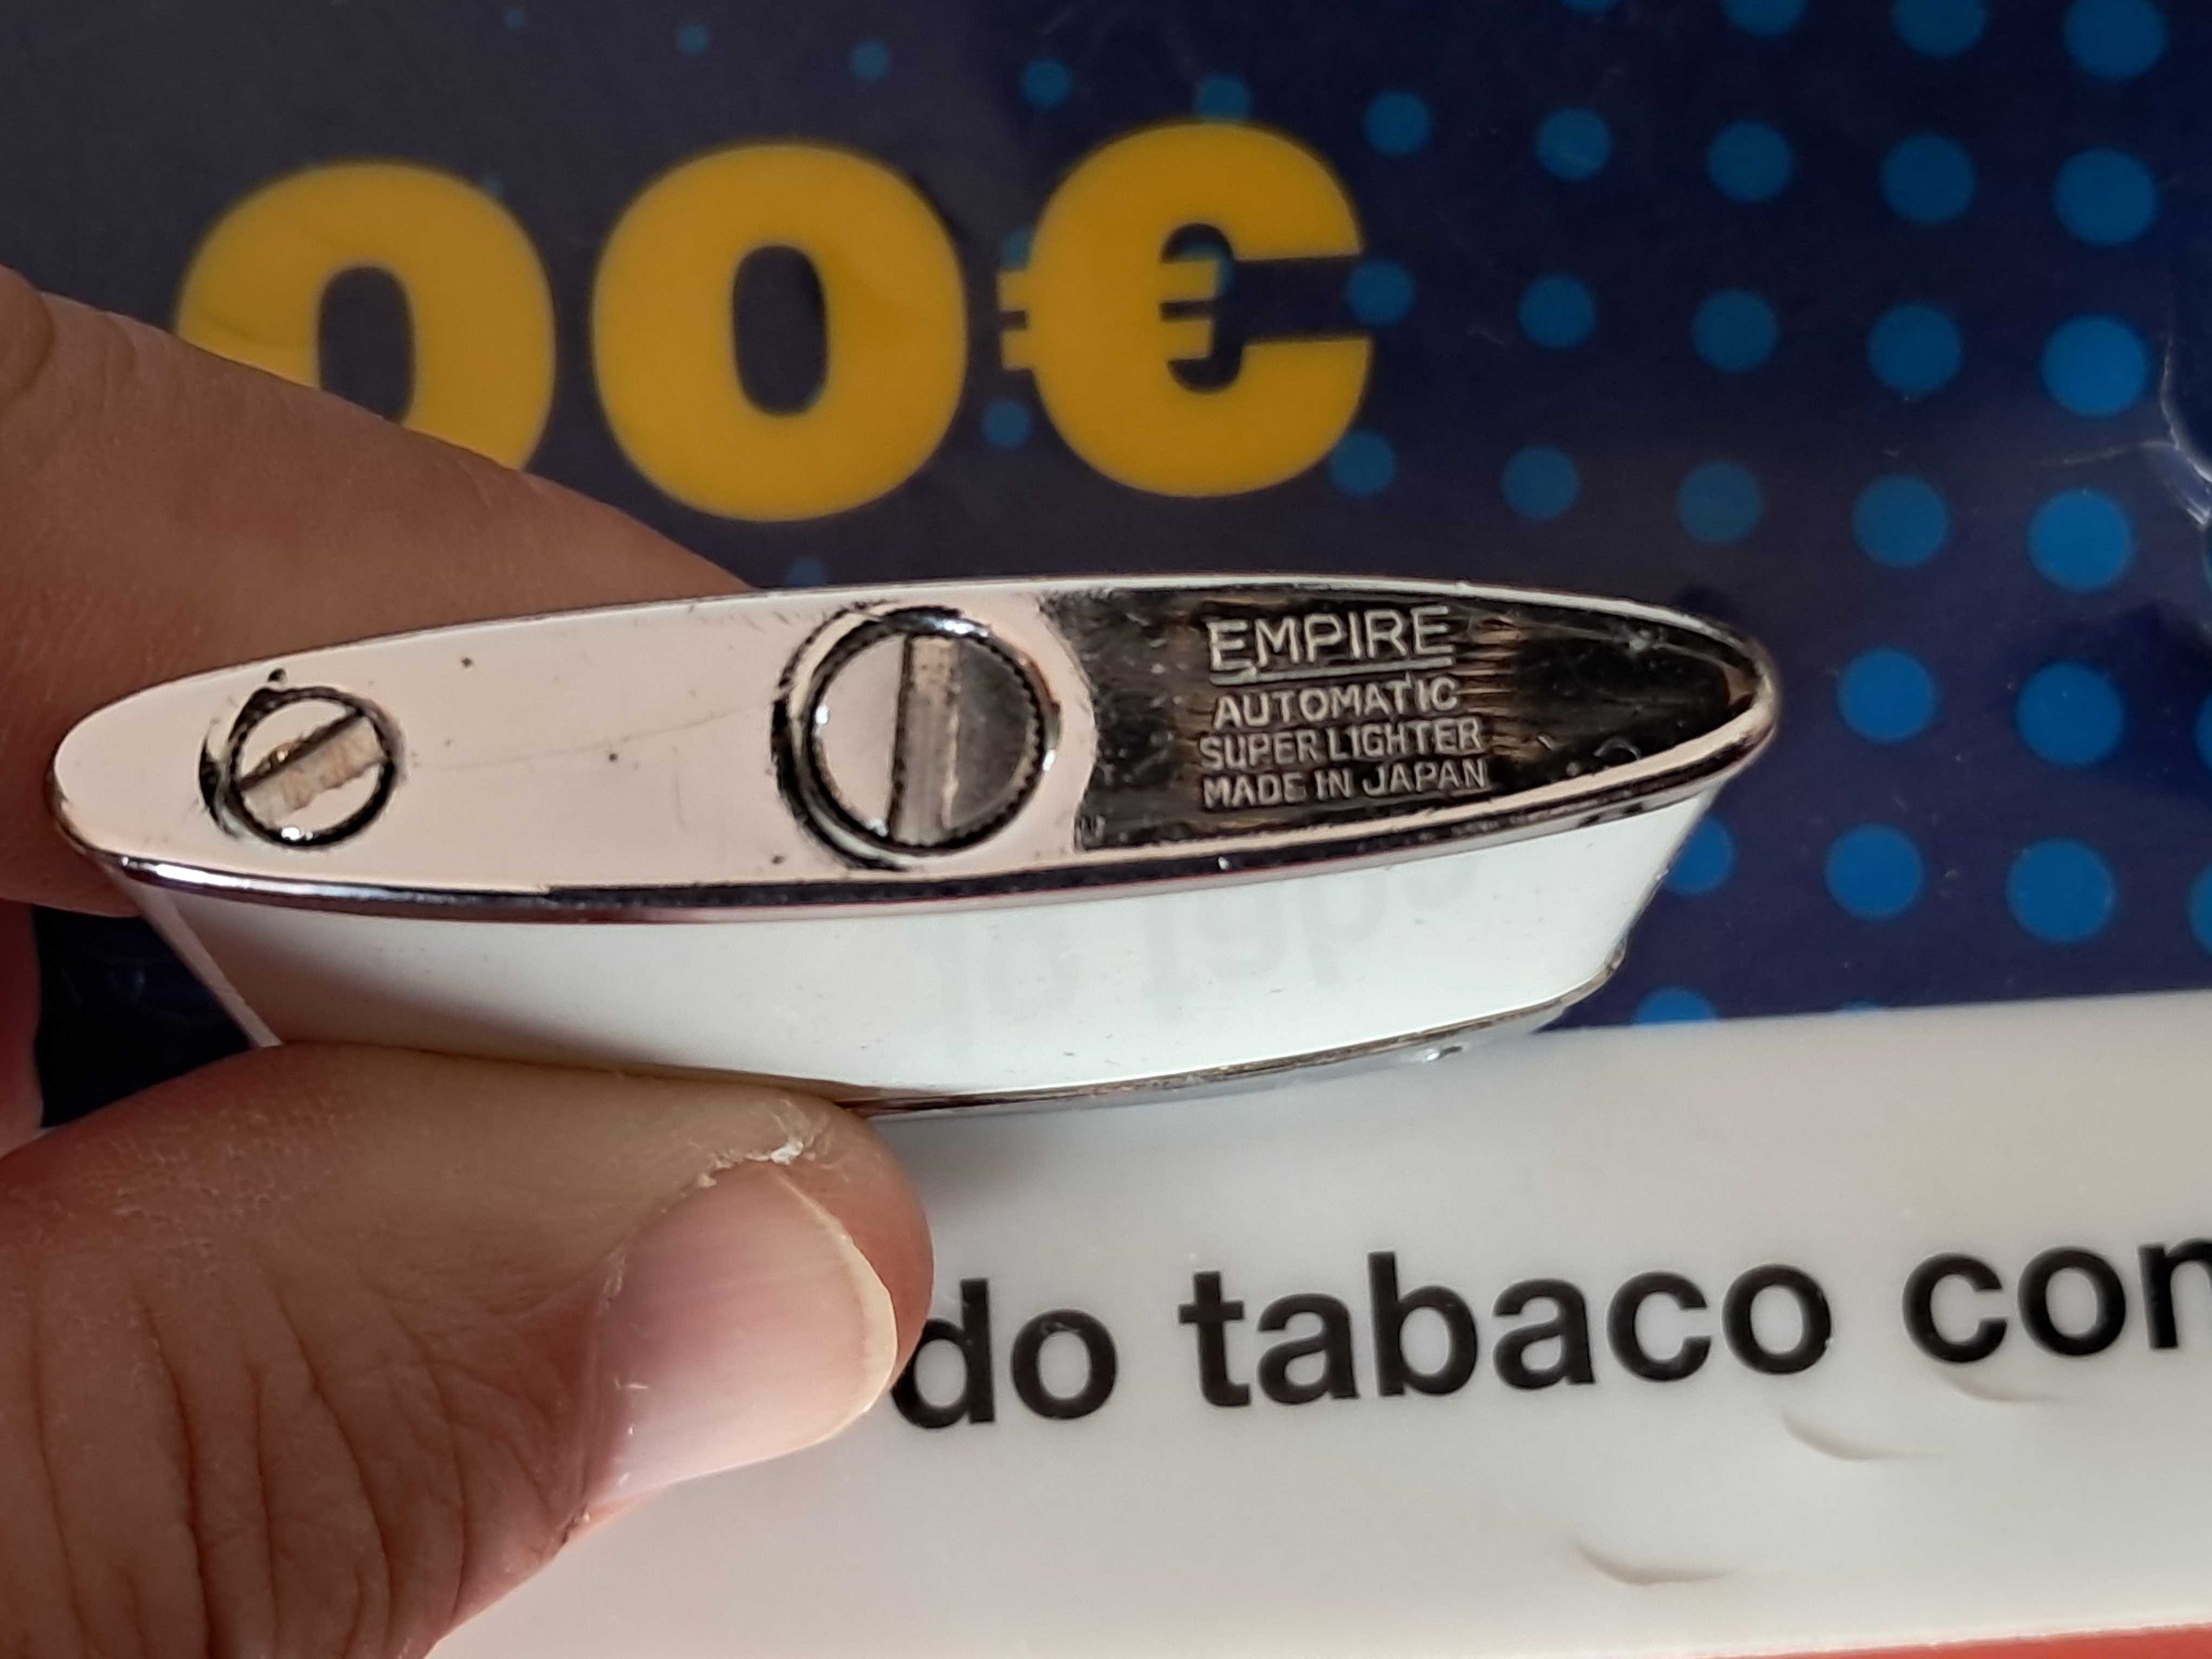 00€
EMPIRE
AUTOMATIC
SUPER LIGHTER
MADE IN JAPAN
do tabaco con